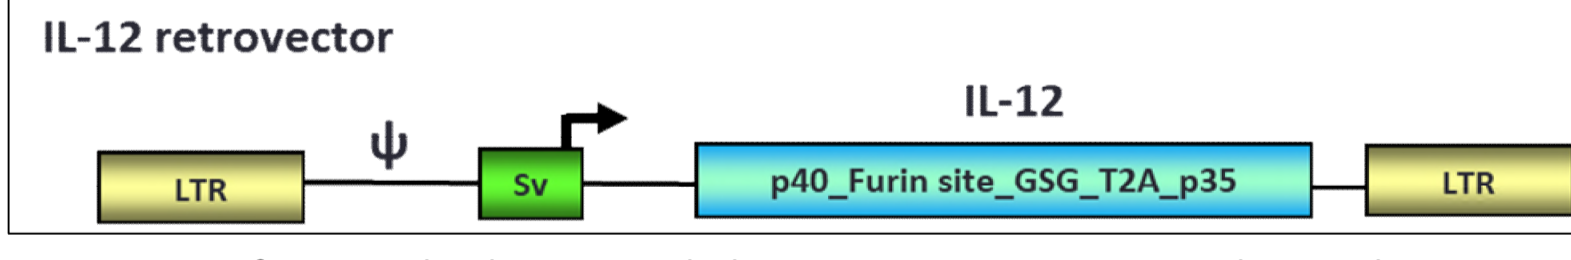 IL-12 retrovector
IL-12
ψ
LTR
Sv
p40_Furin site_GSG_T2A_p35
LTR